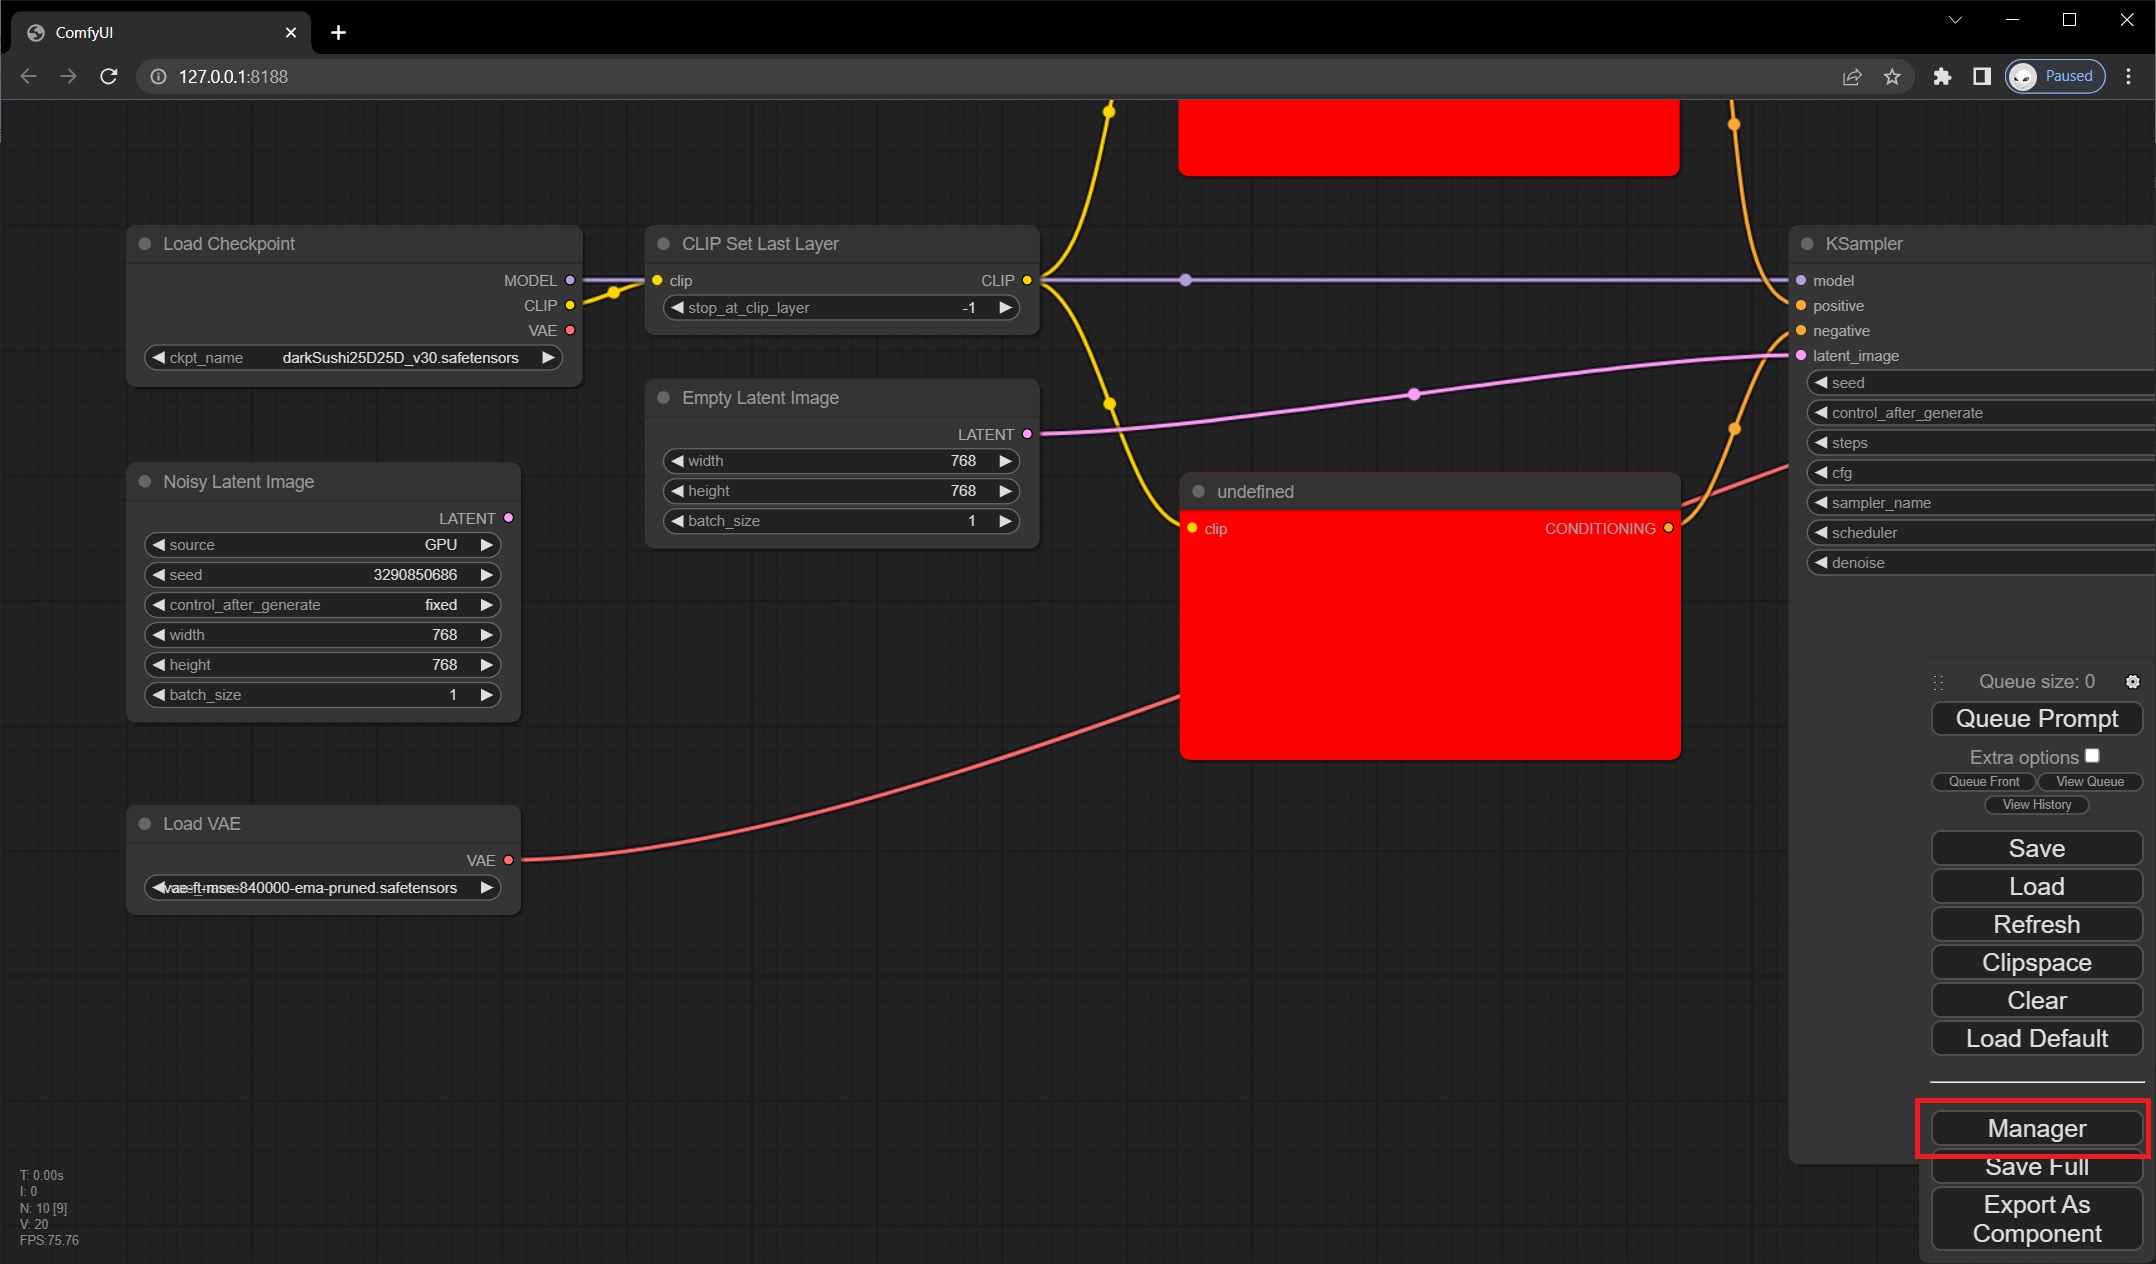 ComfyUI
127.0.0.1:8188
Paused
Load Checkpoint
MODEL
CLIP
VAE
ckpt_name darkSushi25D25D_v30.safetensors
CLIP Set Last Layer
clip CLIP
stop_at_clip_layer -1
Empty Latent Image
LATENT
width 768
height 768
batch_size 1
Noisy Latent Image
LATENT
source GPU
seed 3290850686
control_after_generate fixed
width 768
height 768
batch_size 1
Load VAE
VAE
vae-ft-mse-840000-ema-pruned.safetensors
undefined
clip CONDITIONING
KSampler
model
positive
negative
latent_image
seed
control_after_generate
steps
cfg
sampler_name
scheduler
denoise
Queue size: 0
Queue Prompt
Extra options
Queue Front View Queue
View History
Save
Load
Refresh
Clipspace
Clear
Load Default
Manager
Save Full
Export As
Component
T: 0.00s
I: 0
N: 10 [9]
V: 20
FPS:75.76